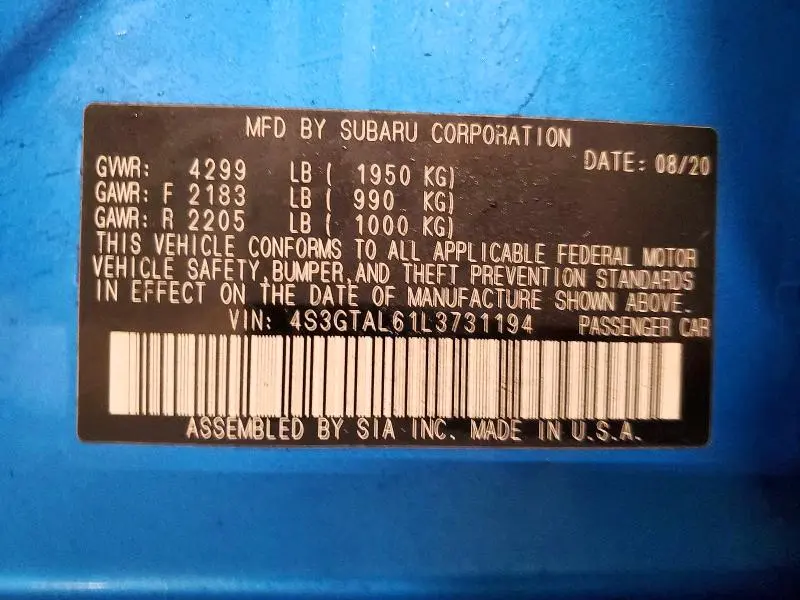 MFD BY SUBARU CORPORATION
DATE: 08/20
GVWR: 4299 LB ( 1950 KG)
GAWR: F 2183 LB ( 990 KG)
GAWR: R 2205 LB ( 1000 KG)
THIS VEHICLE CONFORMS TO ALL APPLICABLE FEDERAL MOTOR
VEHICLE SAFETY, BUMPER, AND THEFT PREVENTION STANDARDS
IN EFFECT ON THE DATE OF MANUFACTURE SHOWN ABOVE.
VIN: 4S3GTAL61L3731194 PASSENGER CAR
ASSEMBLED BY SIA INC. MADE IN U.S.A.